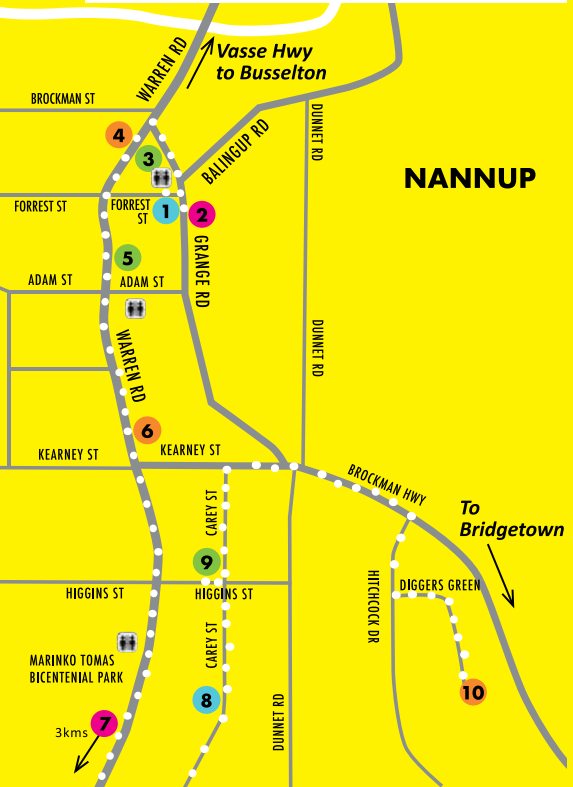 Vasse Hwy
to Busselton
WARREN RD
BROCKMAN ST
4
3
BALINGUP RD
DUNNET RD
NANNUP
FORREST ST
FORREST
ST
1
2
GRANGE RD
5
ADAM ST
ADAM ST
DUNNET RD
WARREN RD
6
KEARNEY ST
KEARNEY ST
BROCKMAN HWY
To
Bridgetown
CAREY ST
9
HIGGINS ST
HIGGINS ST
HITCHCOCK DR
DIGGERS GREEN
CAREY ST
MARINKO TOMAS
BICENTENIAL PARK
8
10
7
3kms
DUNNET RD